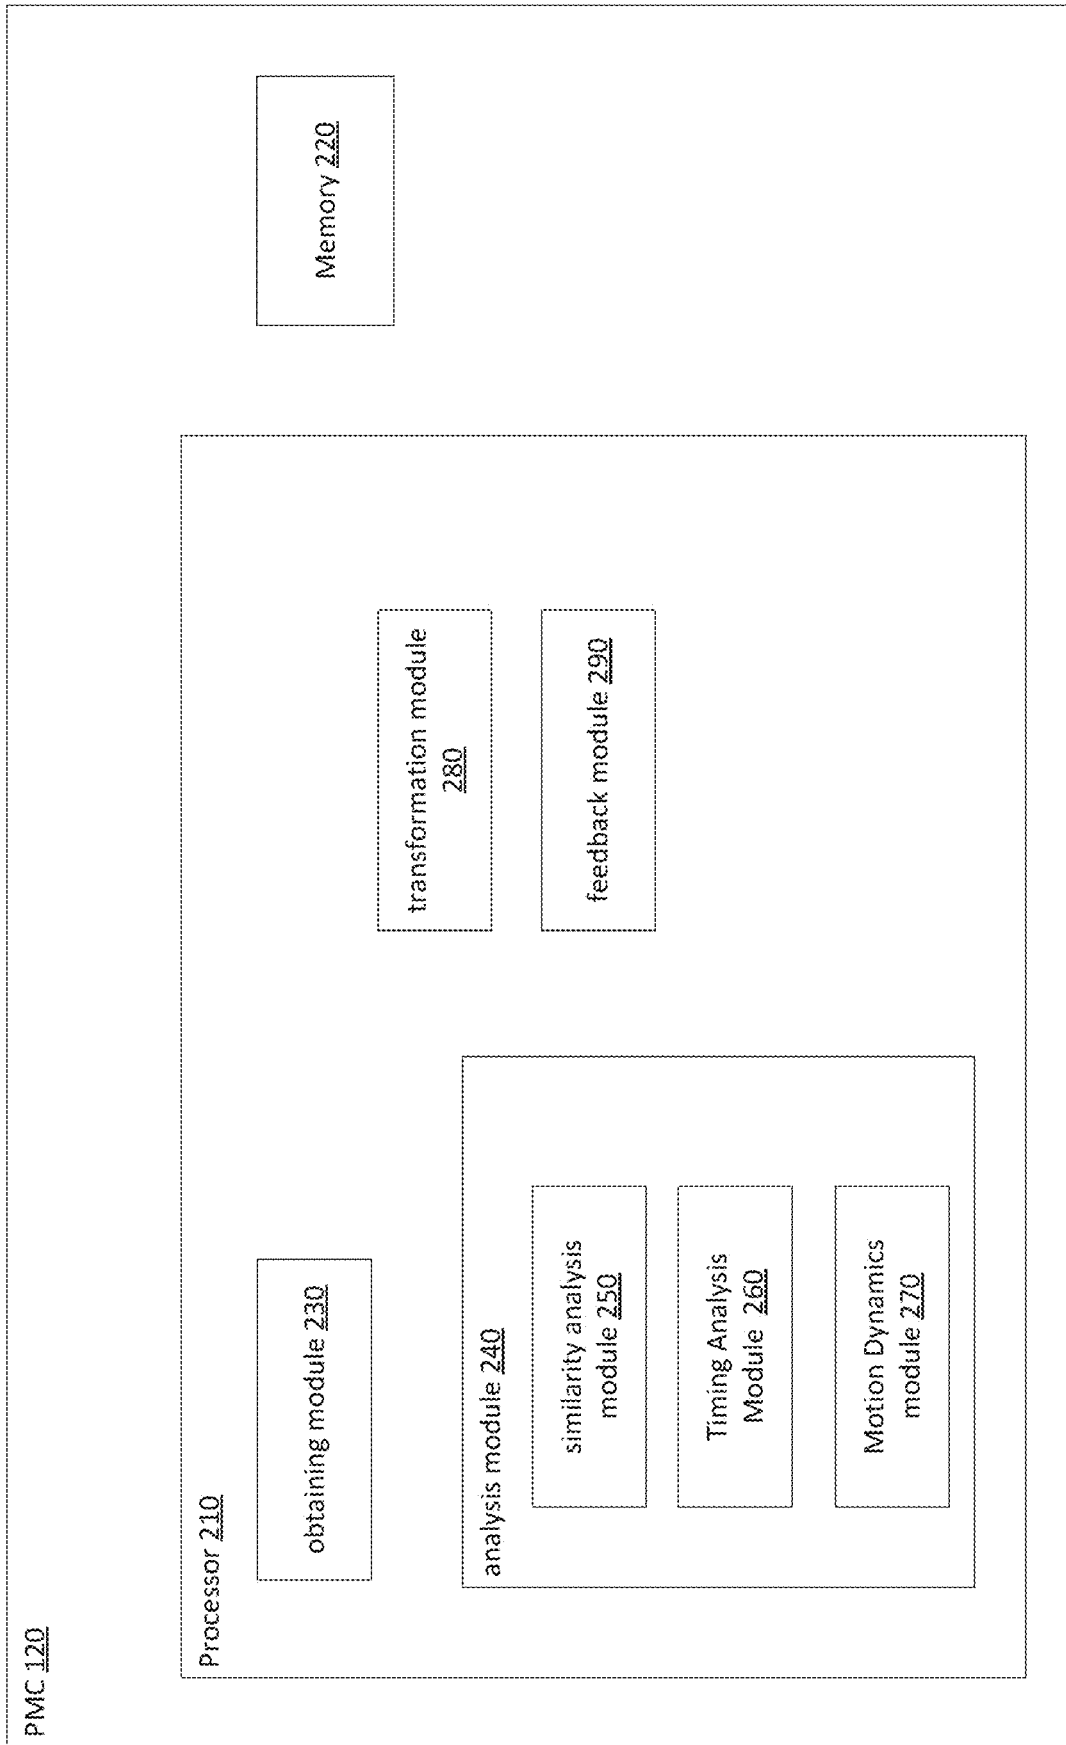 PMC 120
Processor 210
obtaining module 230
analysis module 240
similarity analysis
module 250
Timing Analysis
Module 260
Motion Dynamics
module 270
transformation module
280
feedback module 290
Memory 220